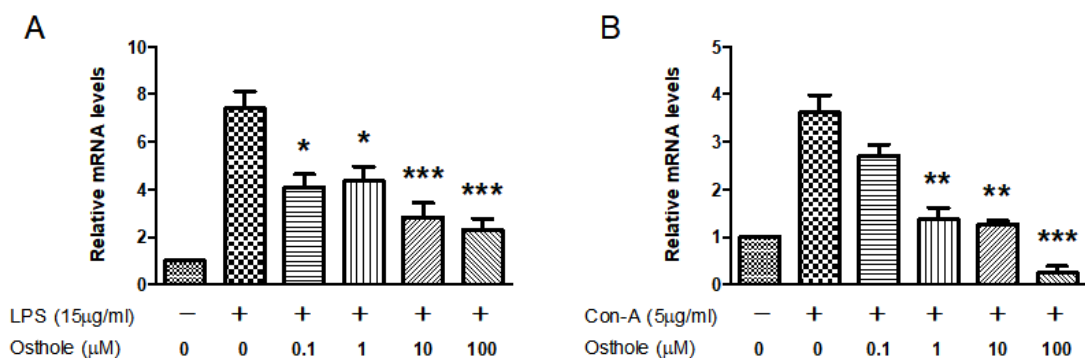 A
Relative mRNA levels
10
8
6
4
2
0
* * *** ***
LPS (15μg/ml) − + + + + +
Osthole (μM) 0 0 0.1 1 10 100
B
Relative mRNA levels
5
4
3
2
1
0
** ** ***
Con-A (5μg/ml) − + + + + +
Osthole (μM) 0 0 0.1 1 10 100